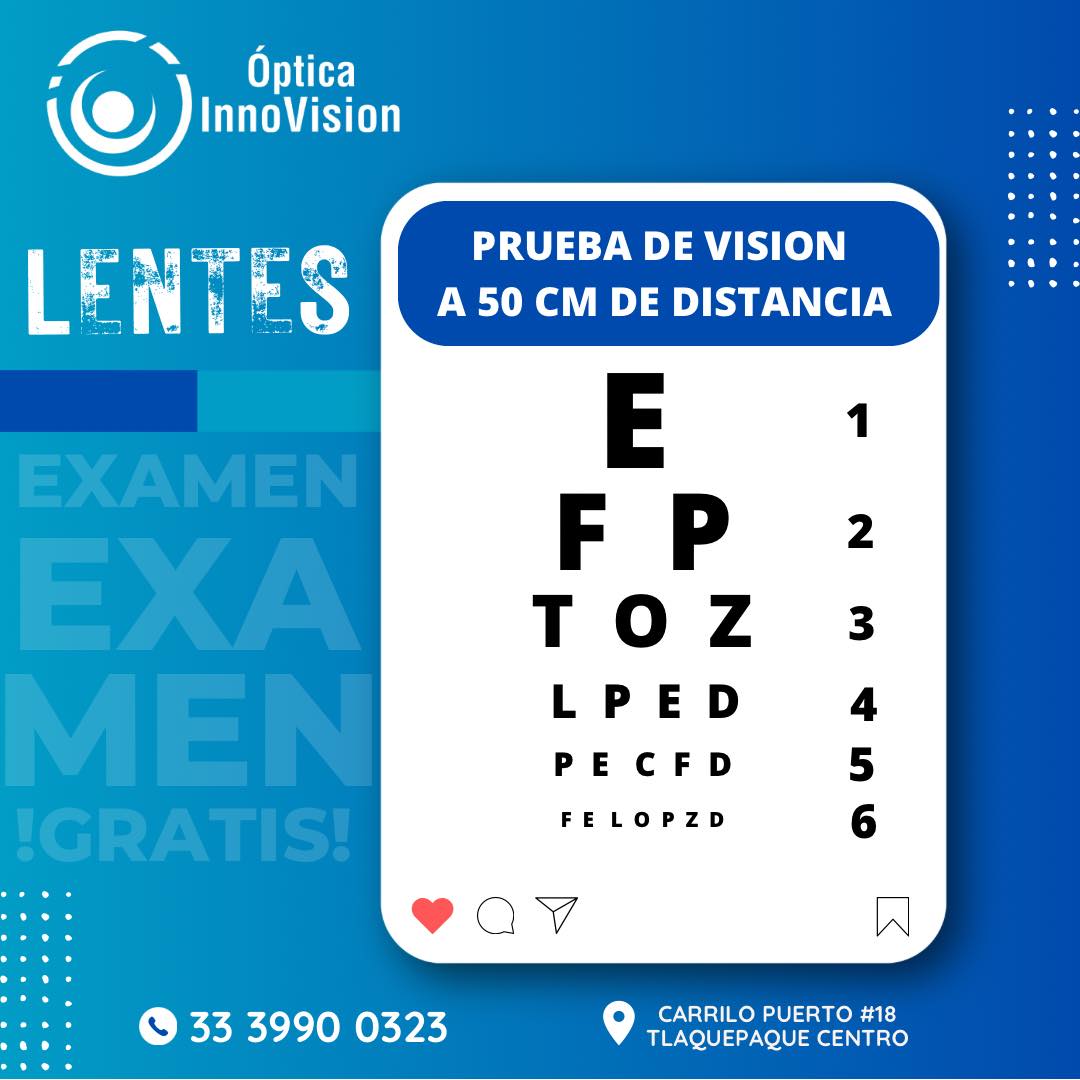 Óptica
InnoVision
LENTES
EXAMEN
EXA
MEN
!GRATIS!
PRUEBA DE VISION
A 50 CM DE DISTANCIA
E 1
F P 2
T O Z 3
L P E D 4
P E C F D 5
F E L O P Z D 6
33 3990 0323
CARRILO PUERTO #18
TLAQUEPAQUE CENTRO